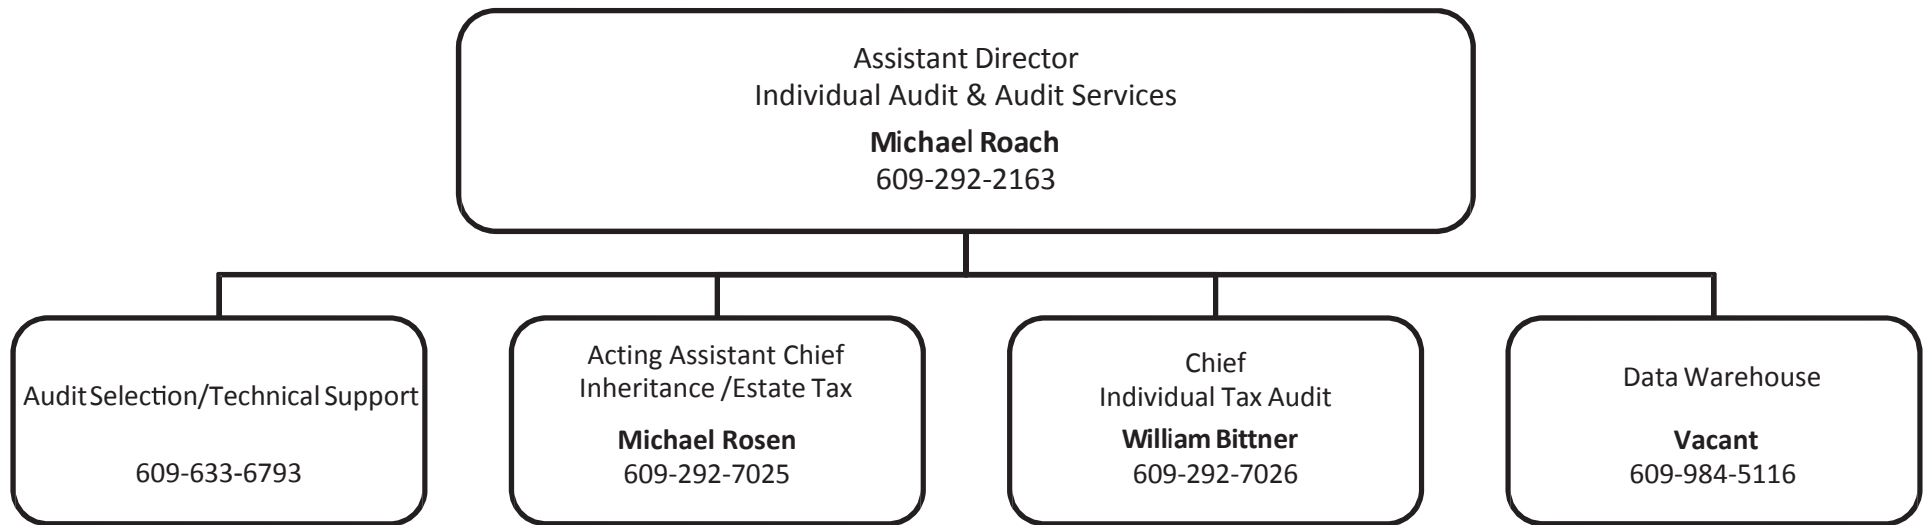 Assistant Director
Individual Audit & Audit Services
Michael Roach
609-292-2163
Audit Selection/Technical Support
609-633-6793
Acting Assistant Chief
Inheritance /Estate Tax
Michael Rosen
609-292-7025
Chief
Individual Tax Audit
William Bittner
609-292-7026
Data Warehouse
Vacant
609-984-5116